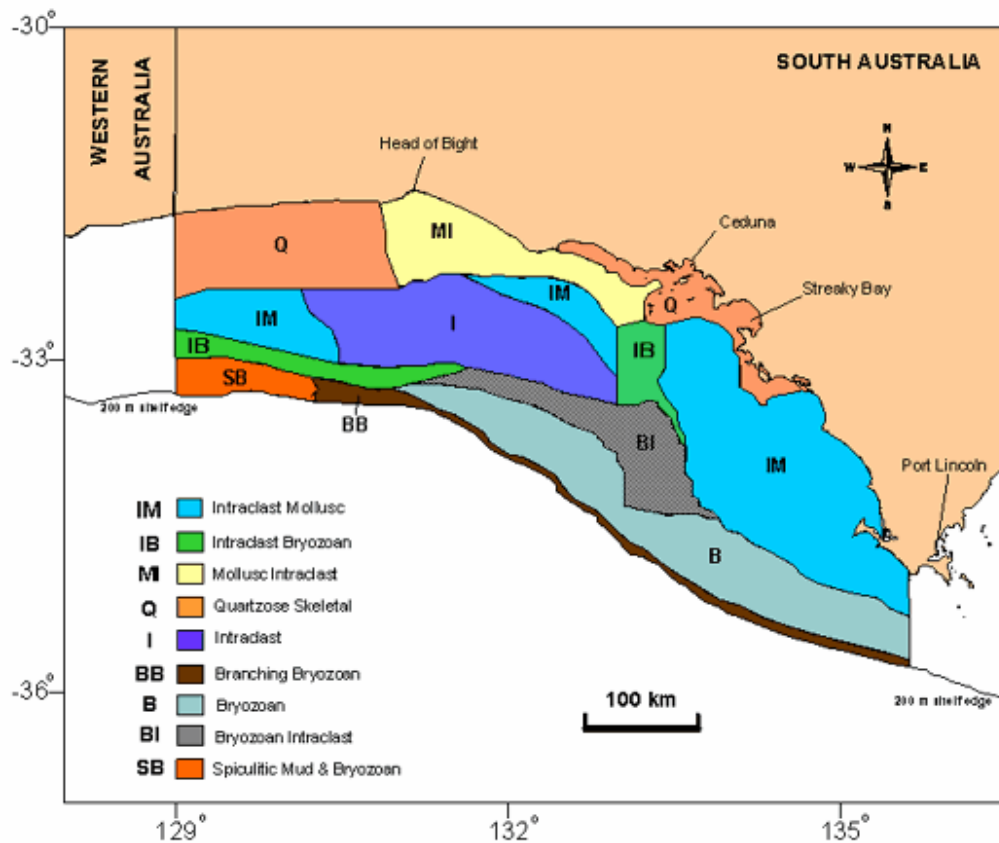 -30°
WESTERN
AUSTRALIA
SOUTH AUSTRALIA
Head of Bight
N
W E
Ceduna
MI
Q
Streaky Bay
IM
Q
IM
I
IB
-33°
IB
SB
200 m shelf edge
BB
BI
IM
Port Lincoln
B
IM Intraclast Mollusc
IB Intraclast Bryozoan
MI Mollusc Intraclast
Q Quartzose Skeletal
I Intraclast
BB Branching Bryozoan
B Bryozoan
BI Bryozoan Intraclast
SB Spiculitic Mud & Bryozoan
100 km
-36°
200 m shelf edge
129° 132° 135°